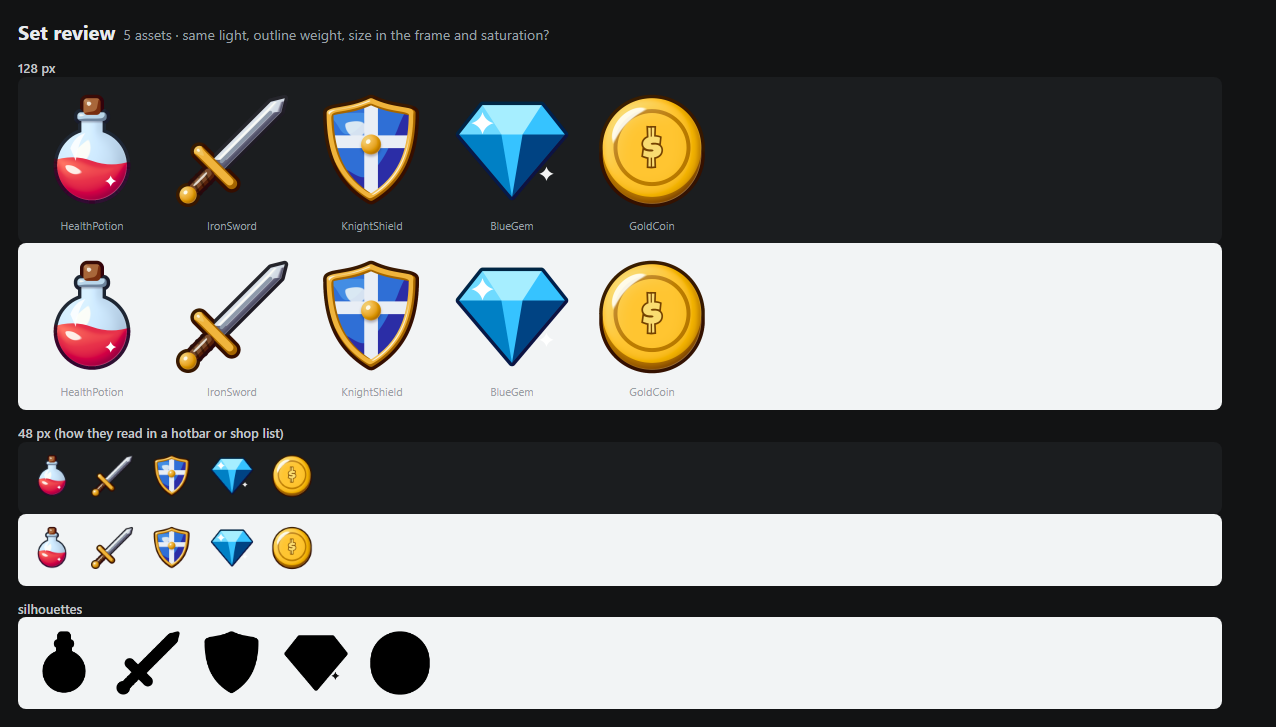 Set review 5 assets · same light, outline weight, size in the frame and saturation?
128 px
$
HealthPotion IronSword KnightShield BlueGem GoldCoin
$
HealthPotion IronSword KnightShield BlueGem GoldCoin
48 px (how they read in a hotbar or shop list)
$
$
silhouettes